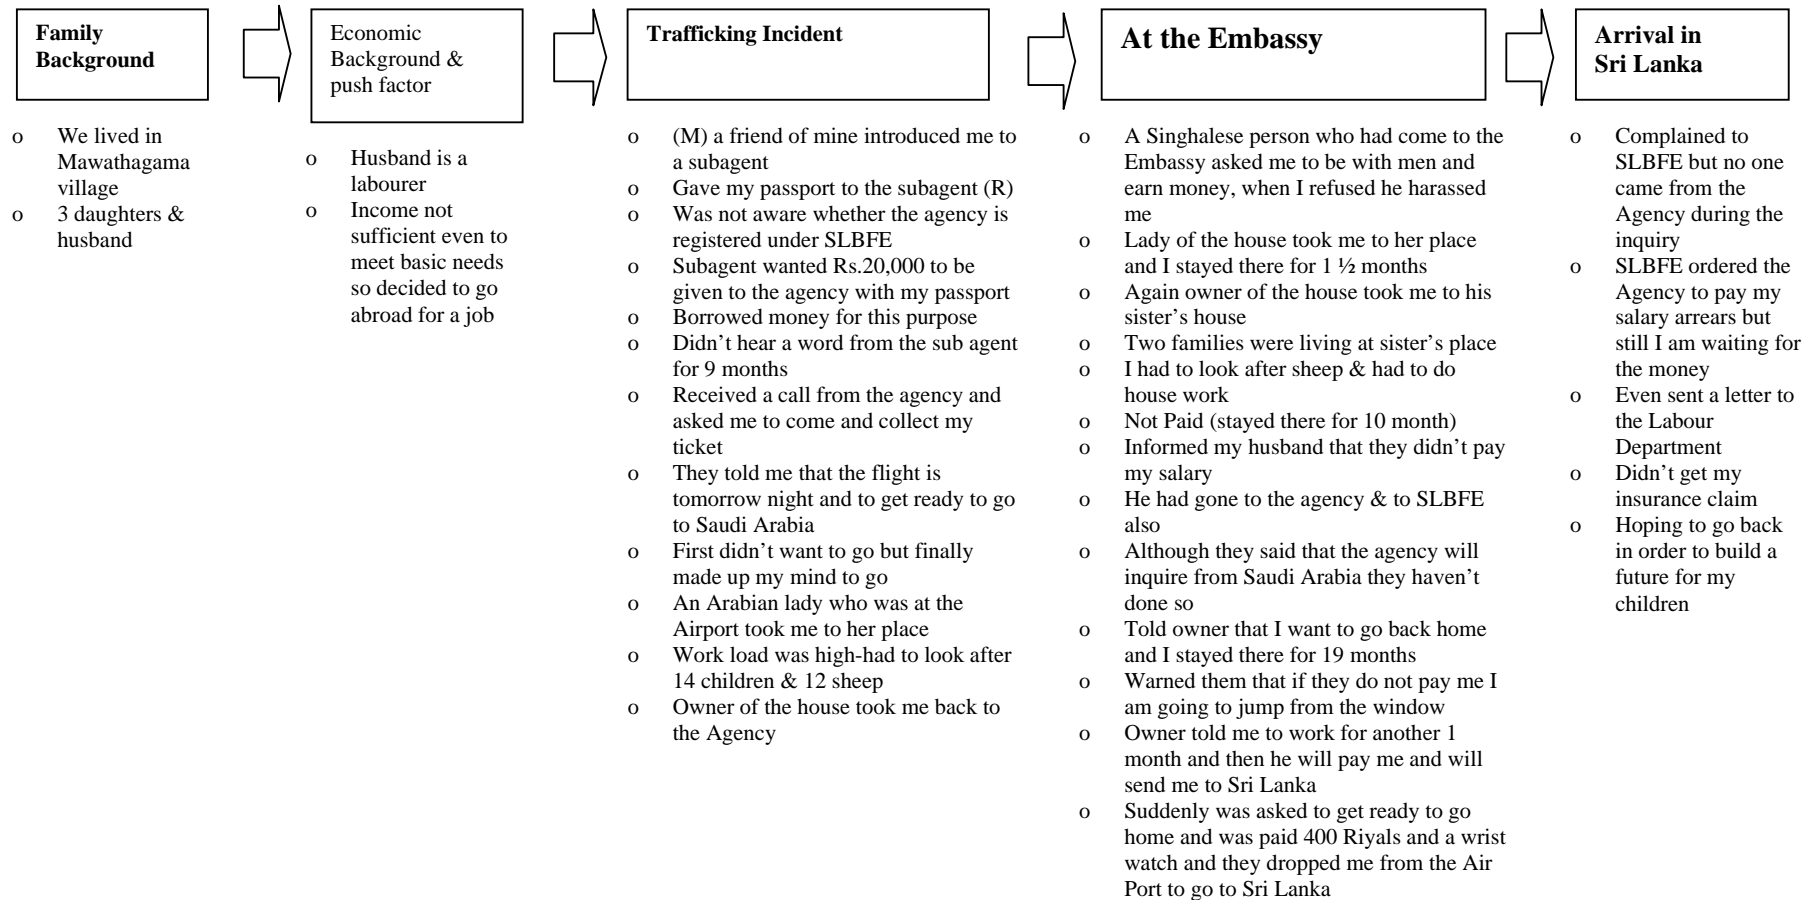 Family
Background
Economic
Background &
push factor
Trafficking Incident
At the Embassy
Arrival in
Sri Lanka
o We lived in
Mawathagama
village
o 3 daughters &
husband
o Husband is a
labourer
o Income not
sufficient even to
meet basic needs
so decided to go
abroad for a job
o (M) a friend of mine introduced me to
a subagent
o Gave my passport to the subagent (R)
o Was not aware whether the agency is
registered under SLBFE
o Subagent wanted Rs.20,000 to be
given to the agency with my passport
o Borrowed money for this purpose
o Didn’t hear a word from the sub agent
for 9 months
o Received a call from the agency and
asked me to come and collect my
ticket
o They told me that the flight is
tomorrow night and to get ready to go
to Saudi Arabia
o First didn’t want to go but finally
made up my mind to go
o An Arabian lady who was at the
Airport took me to her place
o Work load was high-had to look after
14 children & 12 sheep
o Owner of the house took me back to
the Agency
o A Singhalese person who had come to the
Embassy asked me to be with men and
earn money, when I refused he harassed
me
o Lady of the house took me to her place
and I stayed there for 1 ½ months
o Again owner of the house took me to his
sister’s house
o Two families were living at sister’s place
o I had to look after sheep & had to do
house work
o Not Paid (stayed there for 10 month)
o Informed my husband that they didn’t pay
my salary
o He had gone to the agency & to SLBFE
also
o Although they said that the agency will
inquire from Saudi Arabia they haven’t
done so
o Told owner that I want to go back home
and I stayed there for 19 months
o Warned them that if they do not pay me I
am going to jump from the window
o Owner told me to work for another 1
month and then he will pay me and will
send me to Sri Lanka
o Suddenly was asked to get ready to go
home and was paid 400 Riyals and a wrist
watch and they dropped me from the Air
Port to go to Sri Lanka
o Complained to
SLBFE but no one
came from the
Agency during the
inquiry
o SLBFE ordered the
Agency to pay my
salary arrears but
still I am waiting for
the money
o Even sent a letter to
the Labour
Department
o Didn’t get my
insurance claim
o Hoping to go back
in order to build a
future for my
children